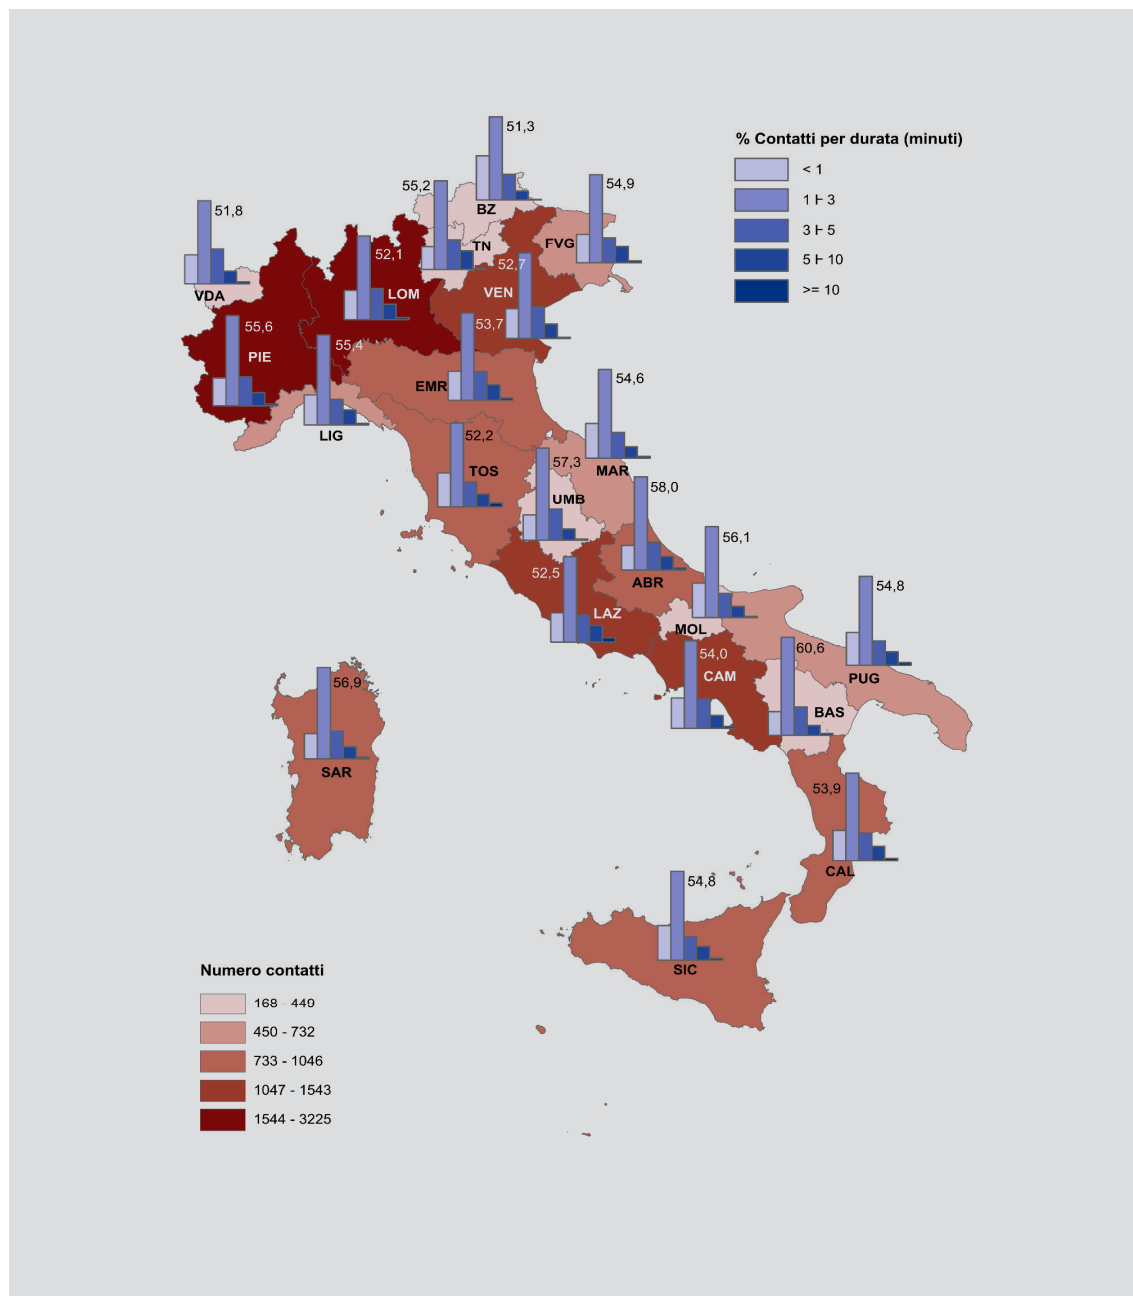 51,3
% Contatti per durata (minuti)
< 1
1 Ͱ 3
3 Ͱ 5
5 Ͱ 10
>= 10
55,2
54,9
BZ
51,8
TN
FVG
52,1
52,7
VDA
LOM
VEN
55,6
53,7
PIE
55,4
EMR
54,6
LIG
52,2
TOS
57,3
MAR
UMB
58,0
56,1
52,5
ABR
54,8
LAZ
MOL
54,0
60,6
CAM
PUG
56,9
BAS
SAR
53,9
CAL
54,8
SIC
Numero contatti
168 - 449
450 - 732
733 - 1046
1047 - 1543
1544 - 3225